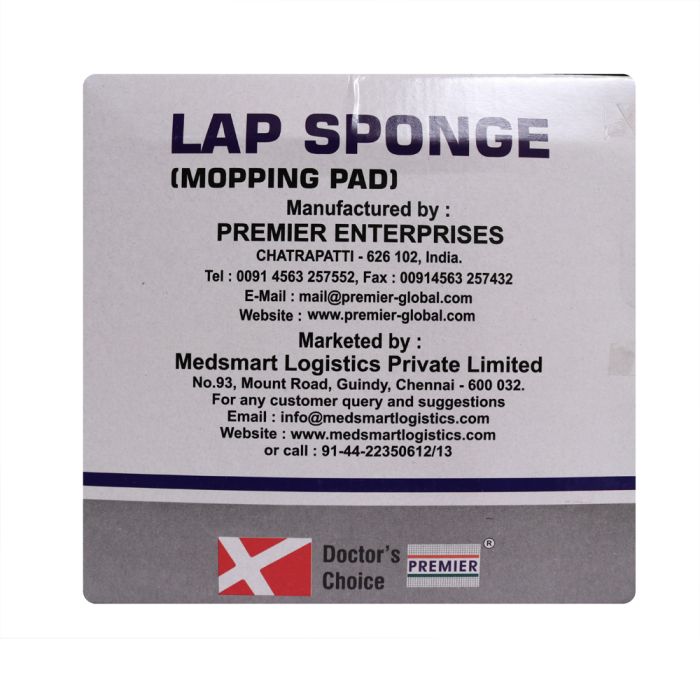 LAP SPONGE
(MOPPING PAD)
Manufactured by :
PREMIER ENTERPRISES
CHATRAPATTI - 626 102, India.
Tel : 0091 4563 257552, Fax : 00914563 257432
E-Mail : mail@premier-global.com
Website : www.premier-global.com
Marketed by :
Medsmart Logistics Private Limited
No.93, Mount Road, Guindy, Chennai - 600 032.
For any customer query and suggestions
Email : info@medsmartlogistics.com
Website : www.medsmartlogistics.com
or call : 91-44-22350612/13
Doctor's
Choice
PREMIER ®